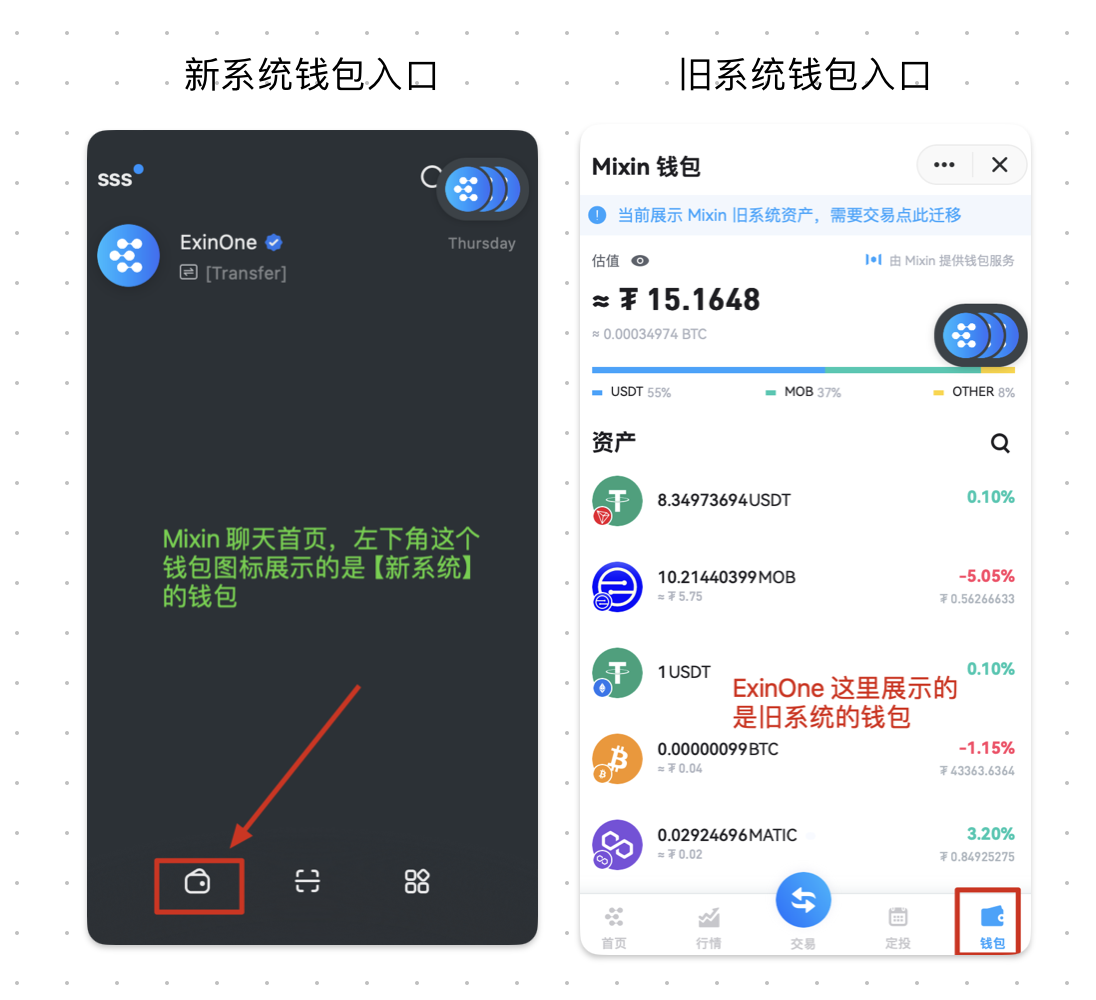 新系统钱包入口
旧系统钱包入口
sss
ExinOne
Thursday
[Transfer]
Mixin 聊天首页，左下角这个
钱包图标展示的是【新系统】
的钱包
Mixin 钱包
当前展示 Mixin 旧系统资产，需要交易点此迁移
估值
由 Mixin 提供钱包服务
≈ ₮ 15.1648
≈ 0.00034974 BTC
USDT 55%
MOB 37%
OTHER 8%
资产
8.34973694USDT
0.10%
10.21440399MOB
-5.05%
≈ ₮ 5.75
₮ 0.56266633
1USDT
0.10%
ExinOne 这里展示的
是旧系统的钱包
0.00000099BTC
-1.15%
≈ ₮ 0.04
₮ 43363.6364
0.02924696MATIC
3.20%
≈ ₮ 0.02
₮ 0.84925275
首页
行情
交易
定投
钱包